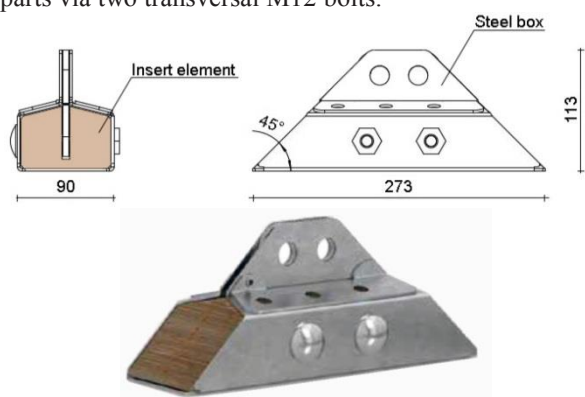 parts via two transversal M12 bolts.
Steel box
Insert element
45°
113
90
273